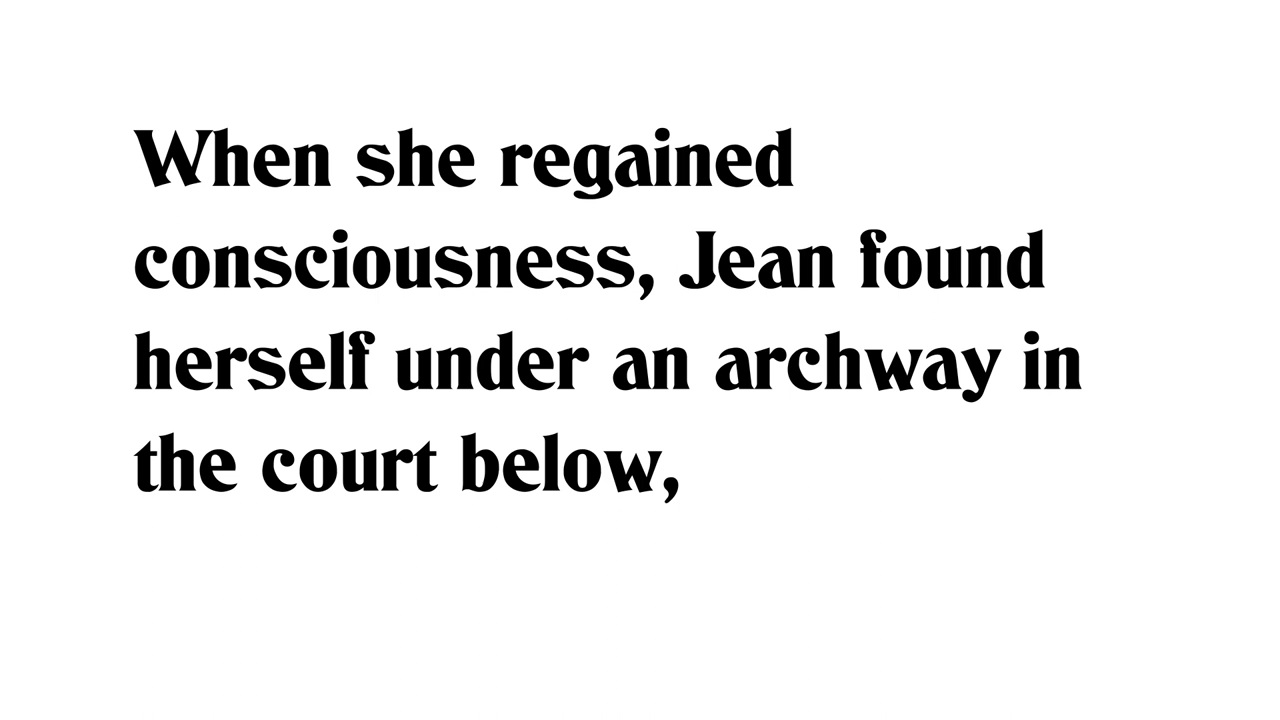 When she regained
consciousness, Jean found
herself under an archway in
the court below,